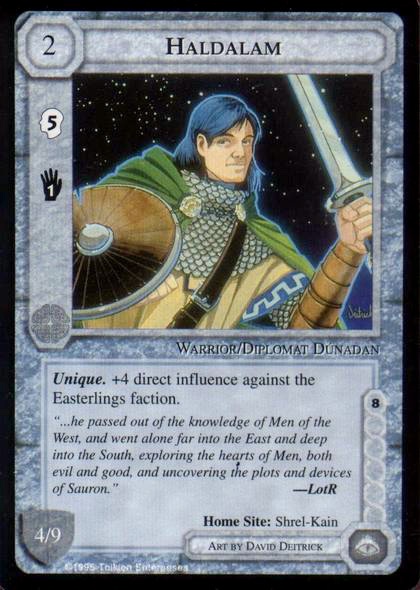 2
HALDALAM
5
1
Deitrick
WARRIOR/DIPLOMAT DÚNADAN
Unique. +4 direct influence against the
Easterlings faction.
8
"...he passed out of the knowledge of Men of the
West, and went alone far into the East and deep
into the South, exploring the hearts of Men, both
evil and good, and uncovering the plots and devices
of Sauron."
—LotR
Home Site: Shrel-Kain
4/9
ART BY DAVID DEITRICK
©1995 Tolkien Enterprises